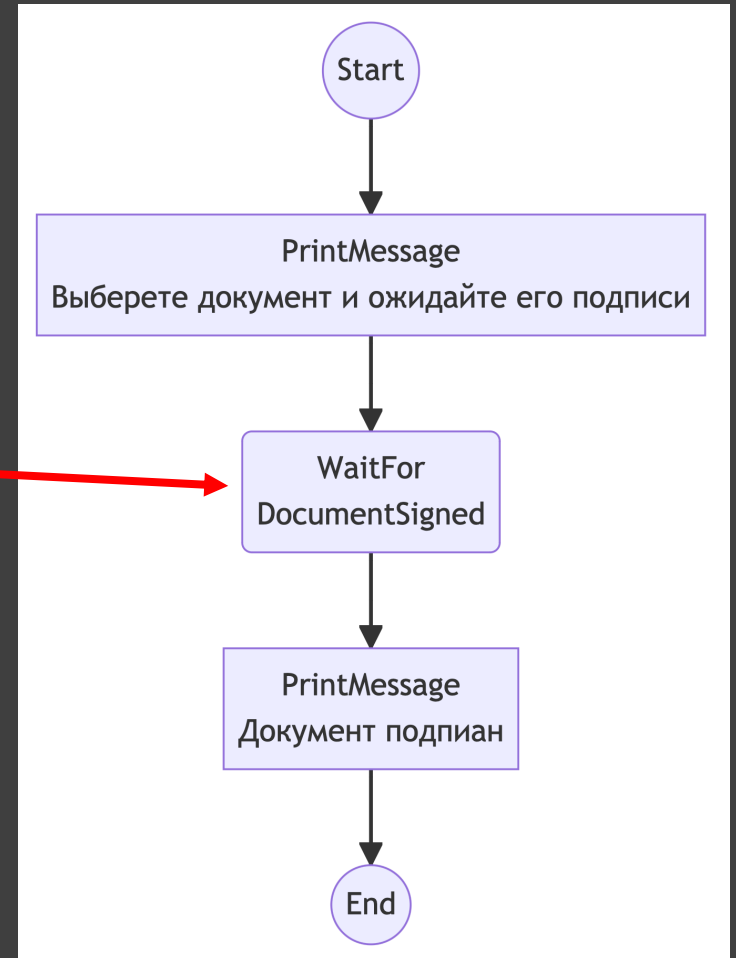 Start
PrintMessage
Выберете документ и ожидайте его подписи
WaitFor
DocumentSigned
PrintMessage
Документ подпиан
End